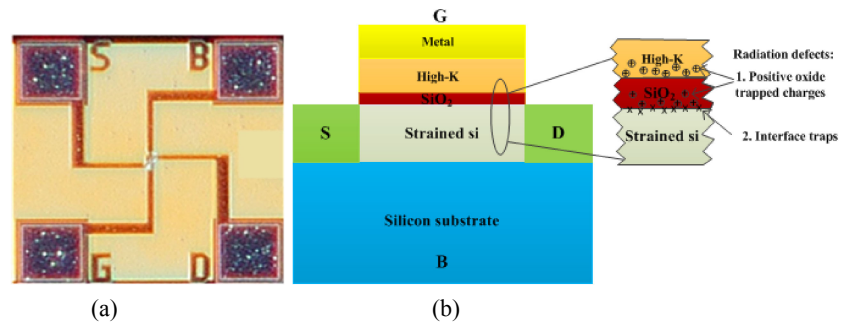 S
B
G
D
(a)
G
Metal
High-K
SiO₂
S
Strained si
D
Silicon substrate
B
(b)
High-K
SiO₂
Strained si
Radiation defects:
1. Positive oxide
trapped charges
2. Interface traps